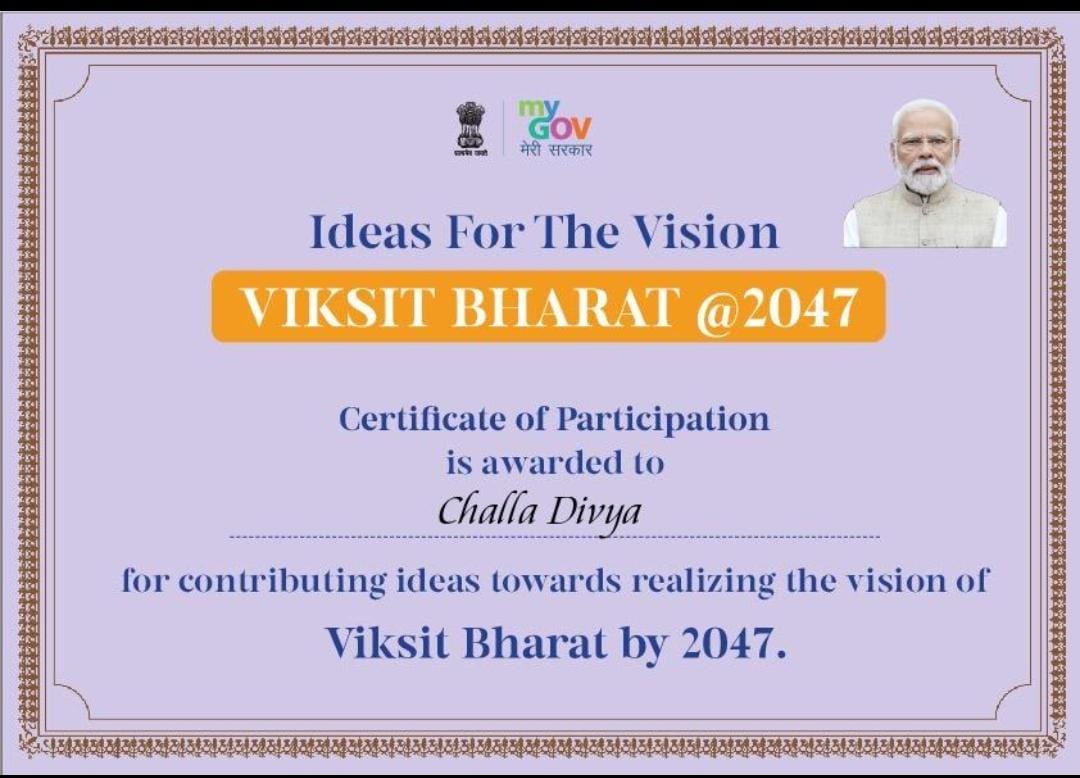 सत्यमेव जयते
my
GOV
मेरी सरकार
Ideas For The Vision
VIKSIT BHARAT @2047
Certificate of Participation
is awarded to
Challa Divya
for contributing ideas towards realizing the vision of
Viksit Bharat by 2047.